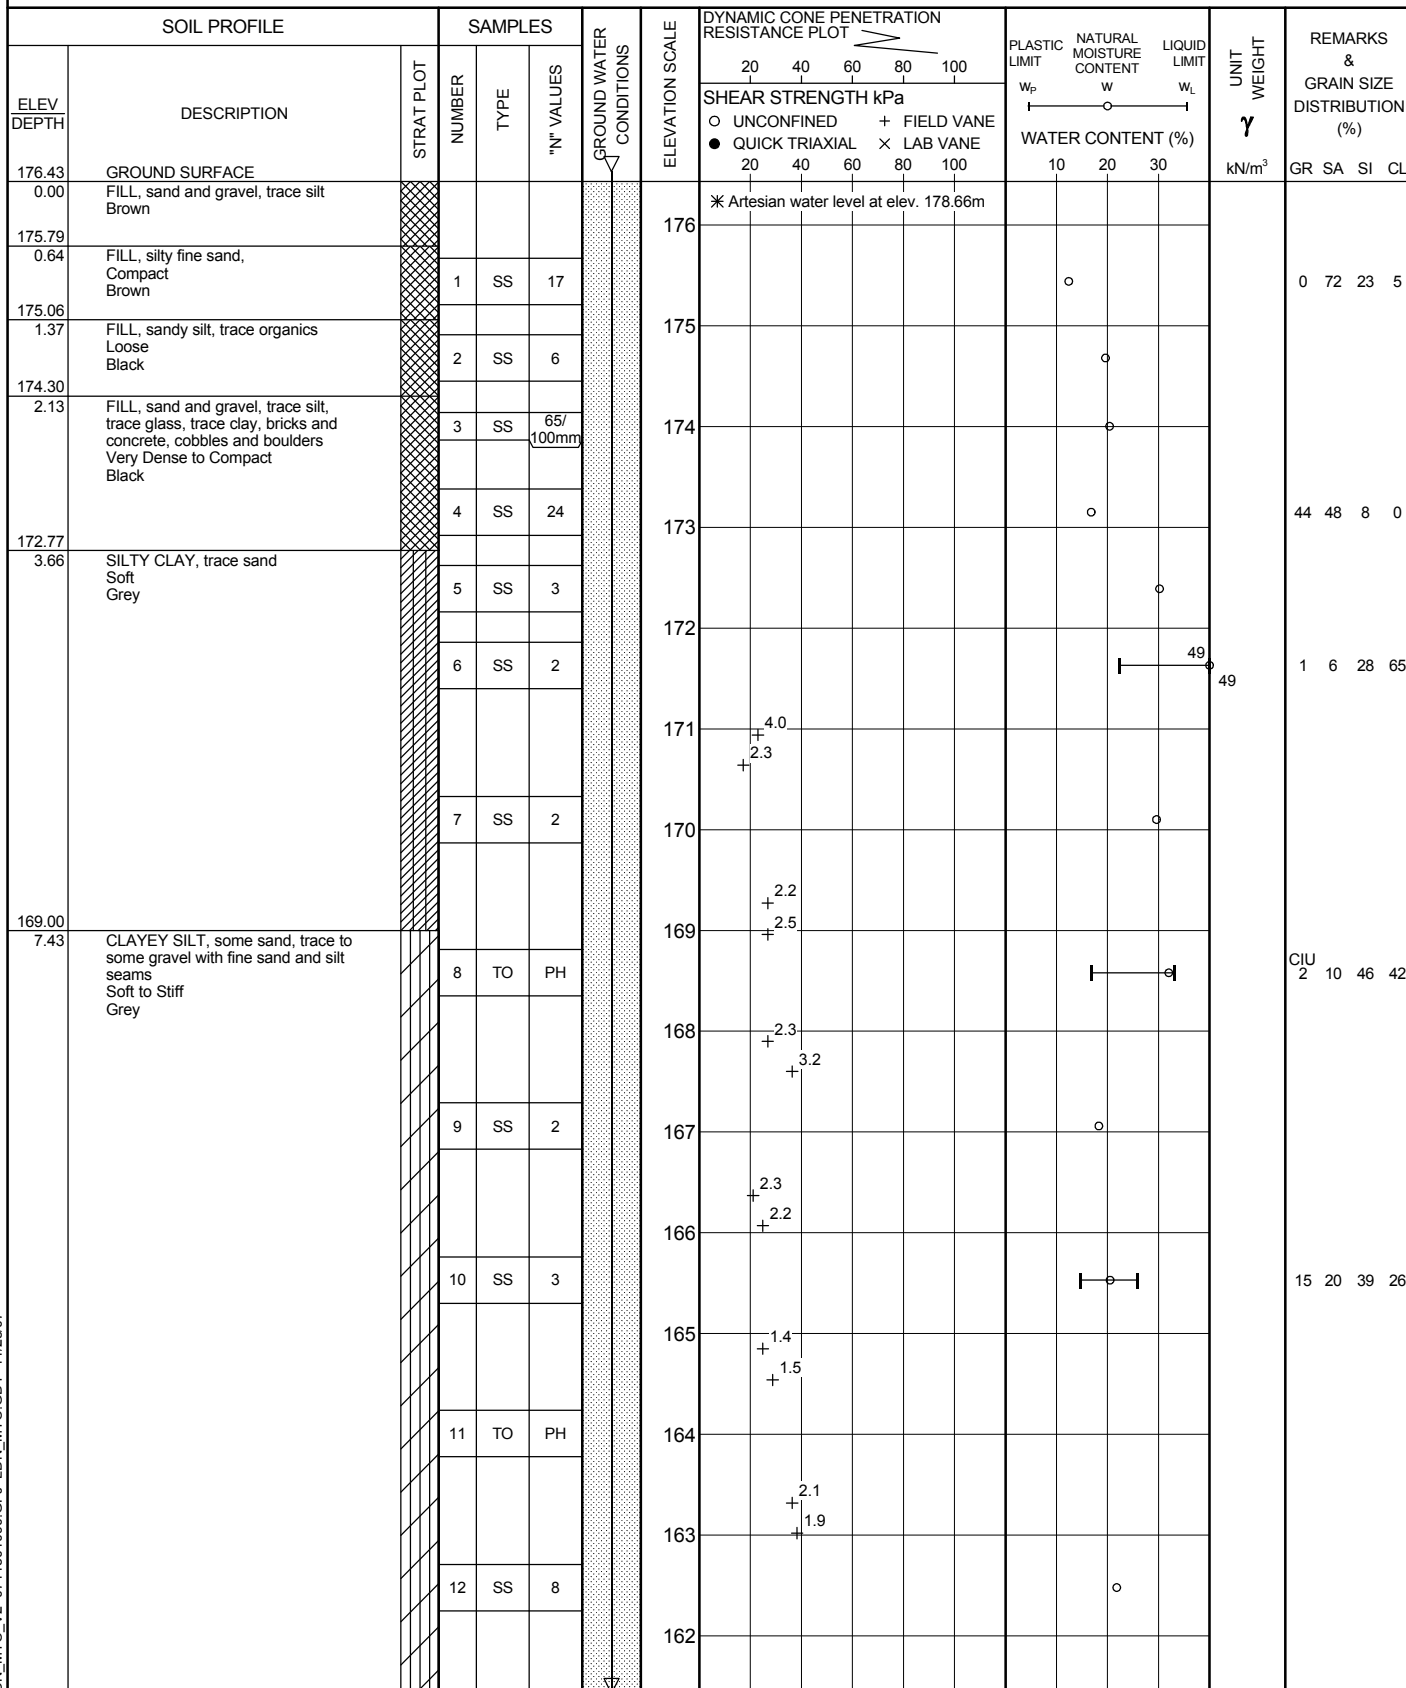 SOIL PROFILE
SAMPLES
GROUND WATER CONDITIONS
ELEVATION SCALE
DYNAMIC CONE PENETRATION
RESISTANCE PLOT
20 40 60 80 100
SHEAR STRENGTH kPa
UNCONFINED + FIELD VANE
QUICK TRIAXIAL × LAB VANE
20 40 60 80 100
PLASTIC LIMIT
NATURAL MOISTURE CONTENT
LIQUID LIMIT
WP W WL
WATER CONTENT (%)
10 20 30
UNIT WEIGHT
γ
kN/m³
REMARKS
&
GRAIN SIZE
DISTRIBUTION
(%)
GR SA SI CL
ELEV
DEPTH
DESCRIPTION
STRAT PLOT
NUMBER
TYPE
"N" VALUES
176.43 GROUND SURFACE
0.00 FILL, sand and gravel, trace silt
Brown
Artesian water level at elev. 178.66m
176
175.79
0.64 FILL, silty fine sand,
Compact
Brown
1 SS 17
0 72 23 5
175.06
175
1.37 FILL, sandy silt, trace organics
Loose
Black
2 SS 6
174.30
2.13 FILL, sand and gravel, trace silt,
trace glass, trace clay, bricks and
concrete, cobbles and boulders
Very Dense to Compact
Black
3 SS 65/
100mm
174
4 SS 24
44 48 8 0
173
172.77
3.66 SILTY CLAY, trace sand
Soft
Grey
5 SS 3
172
6 SS 2
49
49
1 6 28 65
171
4.0
2.3
7 SS 2
170
2.2
169.00
2.5
169
7.43 CLAYEY SILT, some sand, trace to
some gravel with fine sand and silt
seams
Soft to Stiff
Grey
8 TO PH
CIU
2 10 46 42
168
2.3
3.2
9 SS 2
167
2.3
2.2
166
10 SS 3
15 20 39 26
165
1.4
1.5
11 TO PH
164
2.1
1.9
163
12 SS 8
162